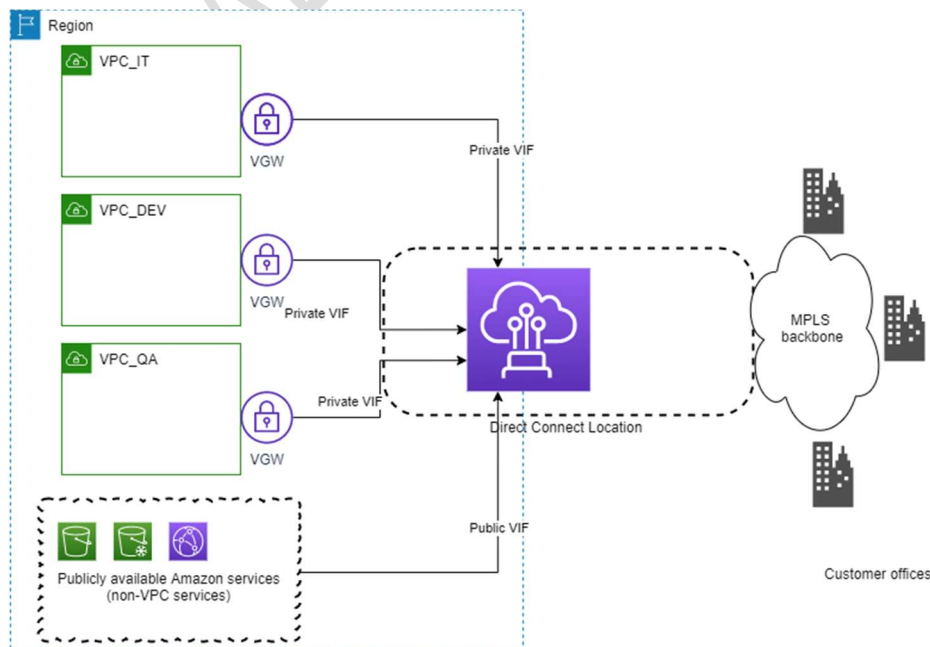 Region
VPC_IT
VGW
Private VIF
VPC_DEV
VGW
Private VIF
MPLS
backbone
VPC_QA
Private VIF
VGW
Direct Connect Location
Public VIF
Publicly available Amazon services
(non-VPC services)
Customer offices